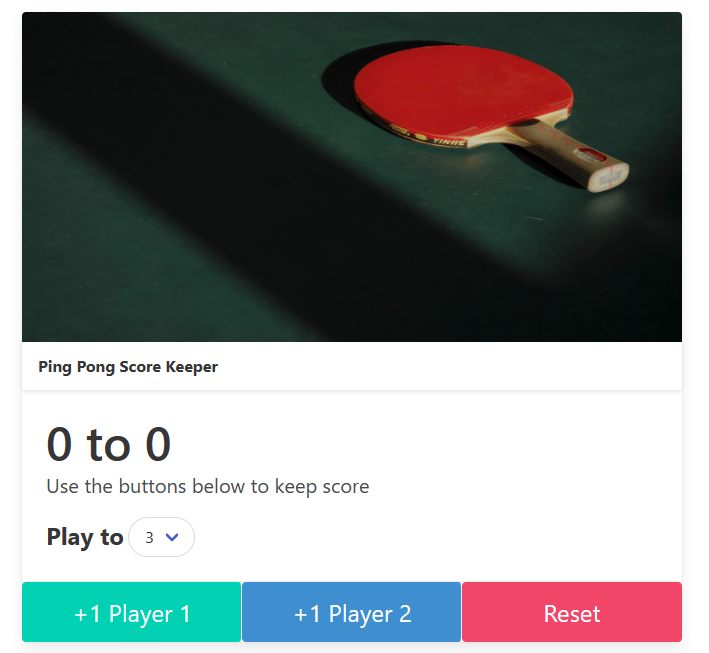 YINHE
Ping Pong Score Keeper
0 to 0
Use the buttons below to keep score
Play to 3
+1 Player 1
+1 Player 2
Reset